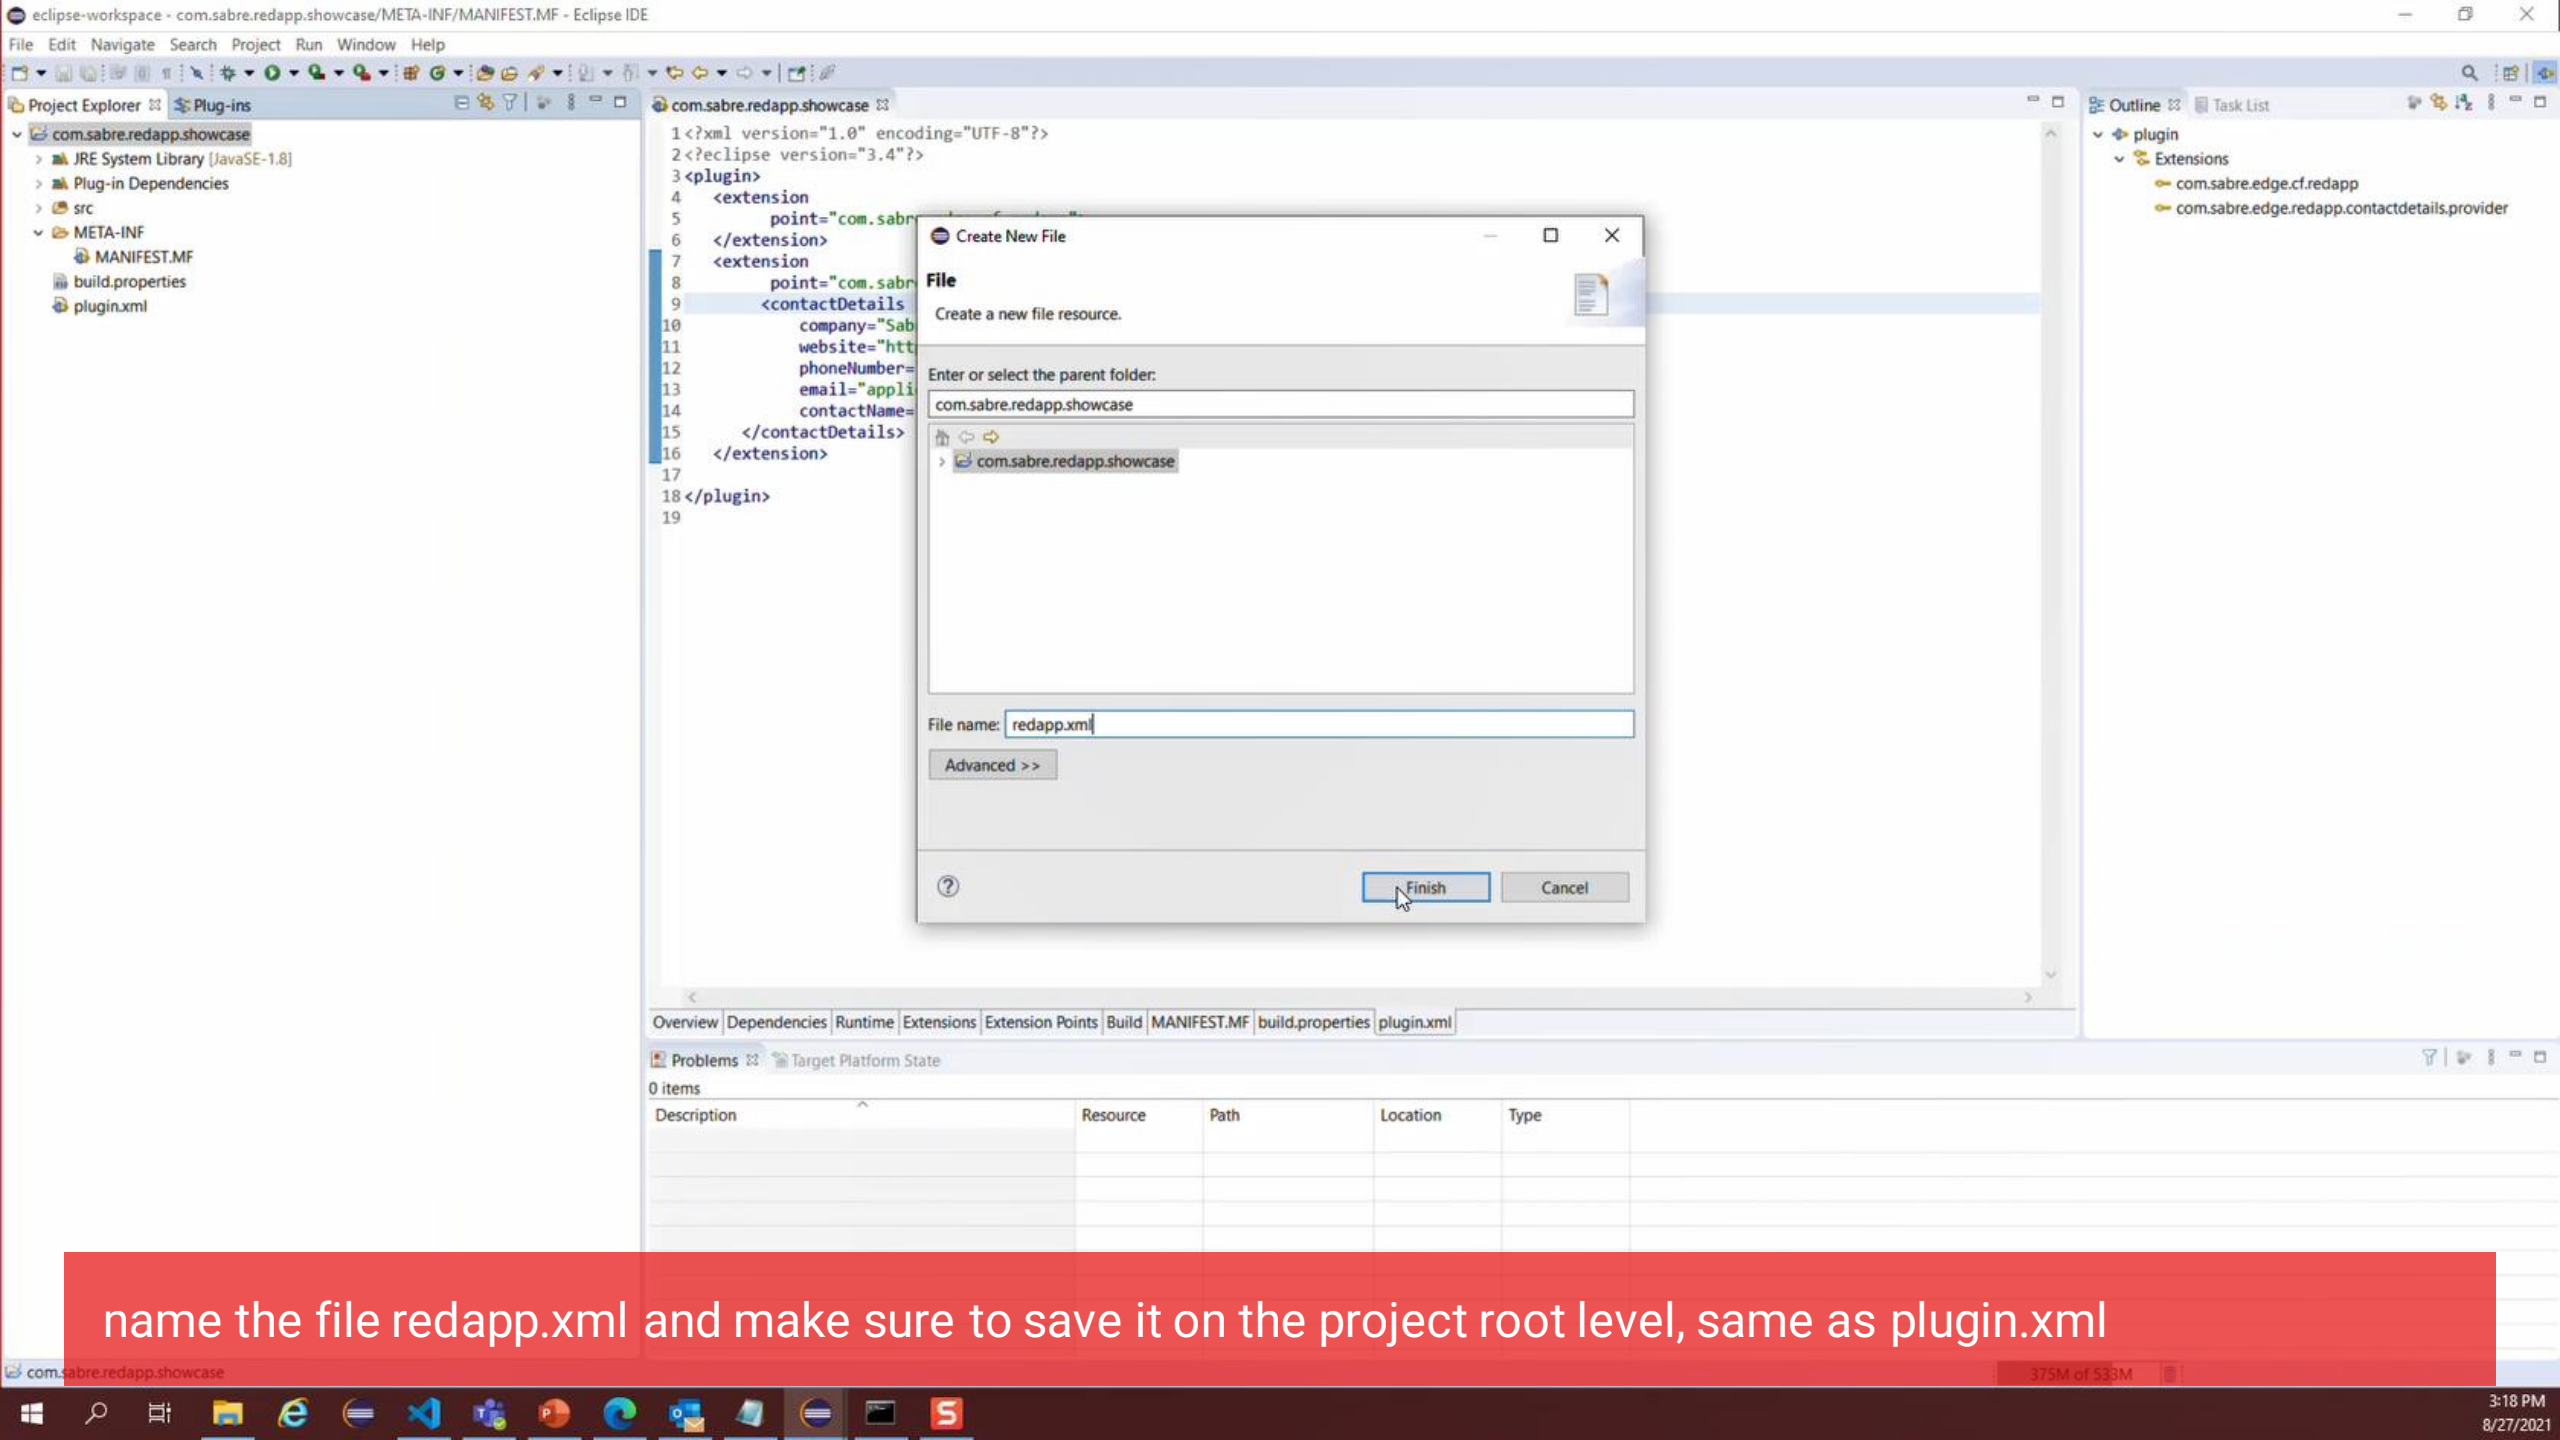 eclipse-workspace - com.sabre.redapp.showcase/META-INF/MANIFEST.MF - Eclipse IDE
File Edit Navigate Search Project Run Window Help
Project Explorer Plug-ins
com.sabre.redapp.showcase
JRE System Library [JavaSE-1.8]
Plug-in Dependencies
src
META-INF
MANIFEST.MF
build.properties
plugin.xml
com.sabre.redapp.showcase
1 <?xml version="1.0" encoding="UTF-8"?>
2 <?eclipse version="3.4"?>
3 <plugin>
4 <extension
5 point="com.sabr
6 </extension>
7 <extension
8 point="com.sabr
9 <contactDetails
10 company="Sab
11 website="htt
12 phoneNumber=
13 email="appli
14 contactName=
15 </contactDetails>
16 </extension>
17
18 </plugin>
19
Create New File
File
Create a new file resource.
Enter or select the parent folder:
com.sabre.redapp.showcase
com.sabre.redapp.showcase
File name: redapp.xml
Advanced >>
?
Finish Cancel
Outline Task List
plugin
Extensions
com.sabre.edge.cf.redapp
com.sabre.edge.redapp.contactdetails.provider
Overview Dependencies Runtime Extensions Extension Points Build MANIFEST.MF build.properties plugin.xml
Problems Target Platform State
0 items
Description Resource Path Location Type
name the file redapp.xml and make sure to save it on the project root level, same as plugin.xml
com.sabre.redapp.showcase
375M of 533M
3:18 PM
8/27/2021